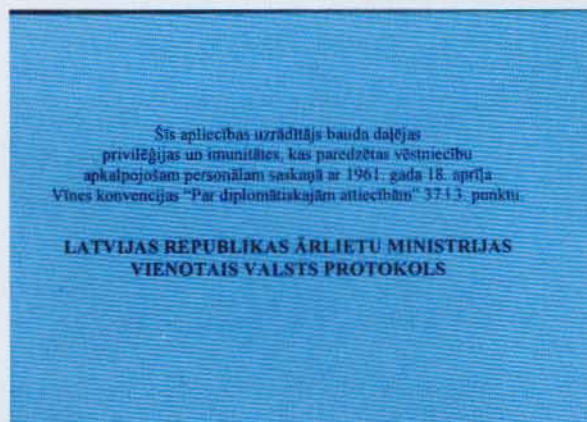 Šīs apliecības uzrādītājs bauda daļējas
privilēģijas un imunitātes, kas paredzētas vēstniecību
apkalpojošam personālam saskaņā ar 1961. gada 18. aprīļa
Vīnes konvencijas "Par diplomātiskajām attiecībām" 37.f 3. punktu.
LATVIJAS REPUBLIKAS ĀRLIETU MINISTRIJAS
VIENOTAIS VALSTS PROTOKOLS